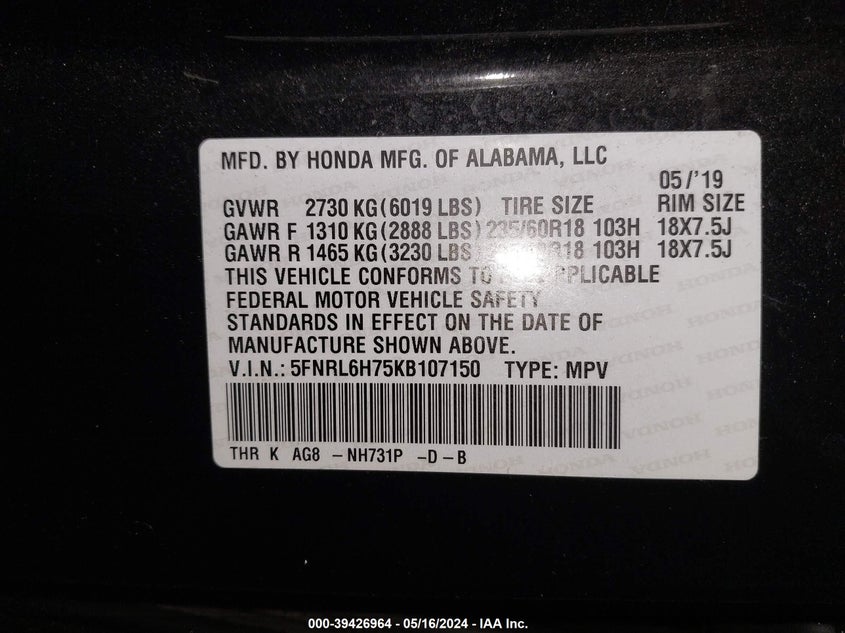 MFD. BY HONDA MFG. OF ALABAMA, LLC
05/'19
GVWR 2730 KG(6019 LBS) TIRE SIZE RIM SIZE
GAWR F 1310 KG(2888 LBS) 235/60R18 103H 18X7.5J
GAWR R 1465 KG(3230 LBS) 103H 18X7.5J
THIS VEHICLE CONFORMS TO APPLICABLE
FEDERAL MOTOR VEHICLE SAFETY
STANDARDS IN EFFECT ON THE DATE OF
MANUFACTURE SHOWN ABOVE.
V.I.N.: 5FNRL6H75KB107150 TYPE: MPV
THR K AG8 -NH731P -D-B
000-39426964 - 05/16/2024 - IAA Inc.